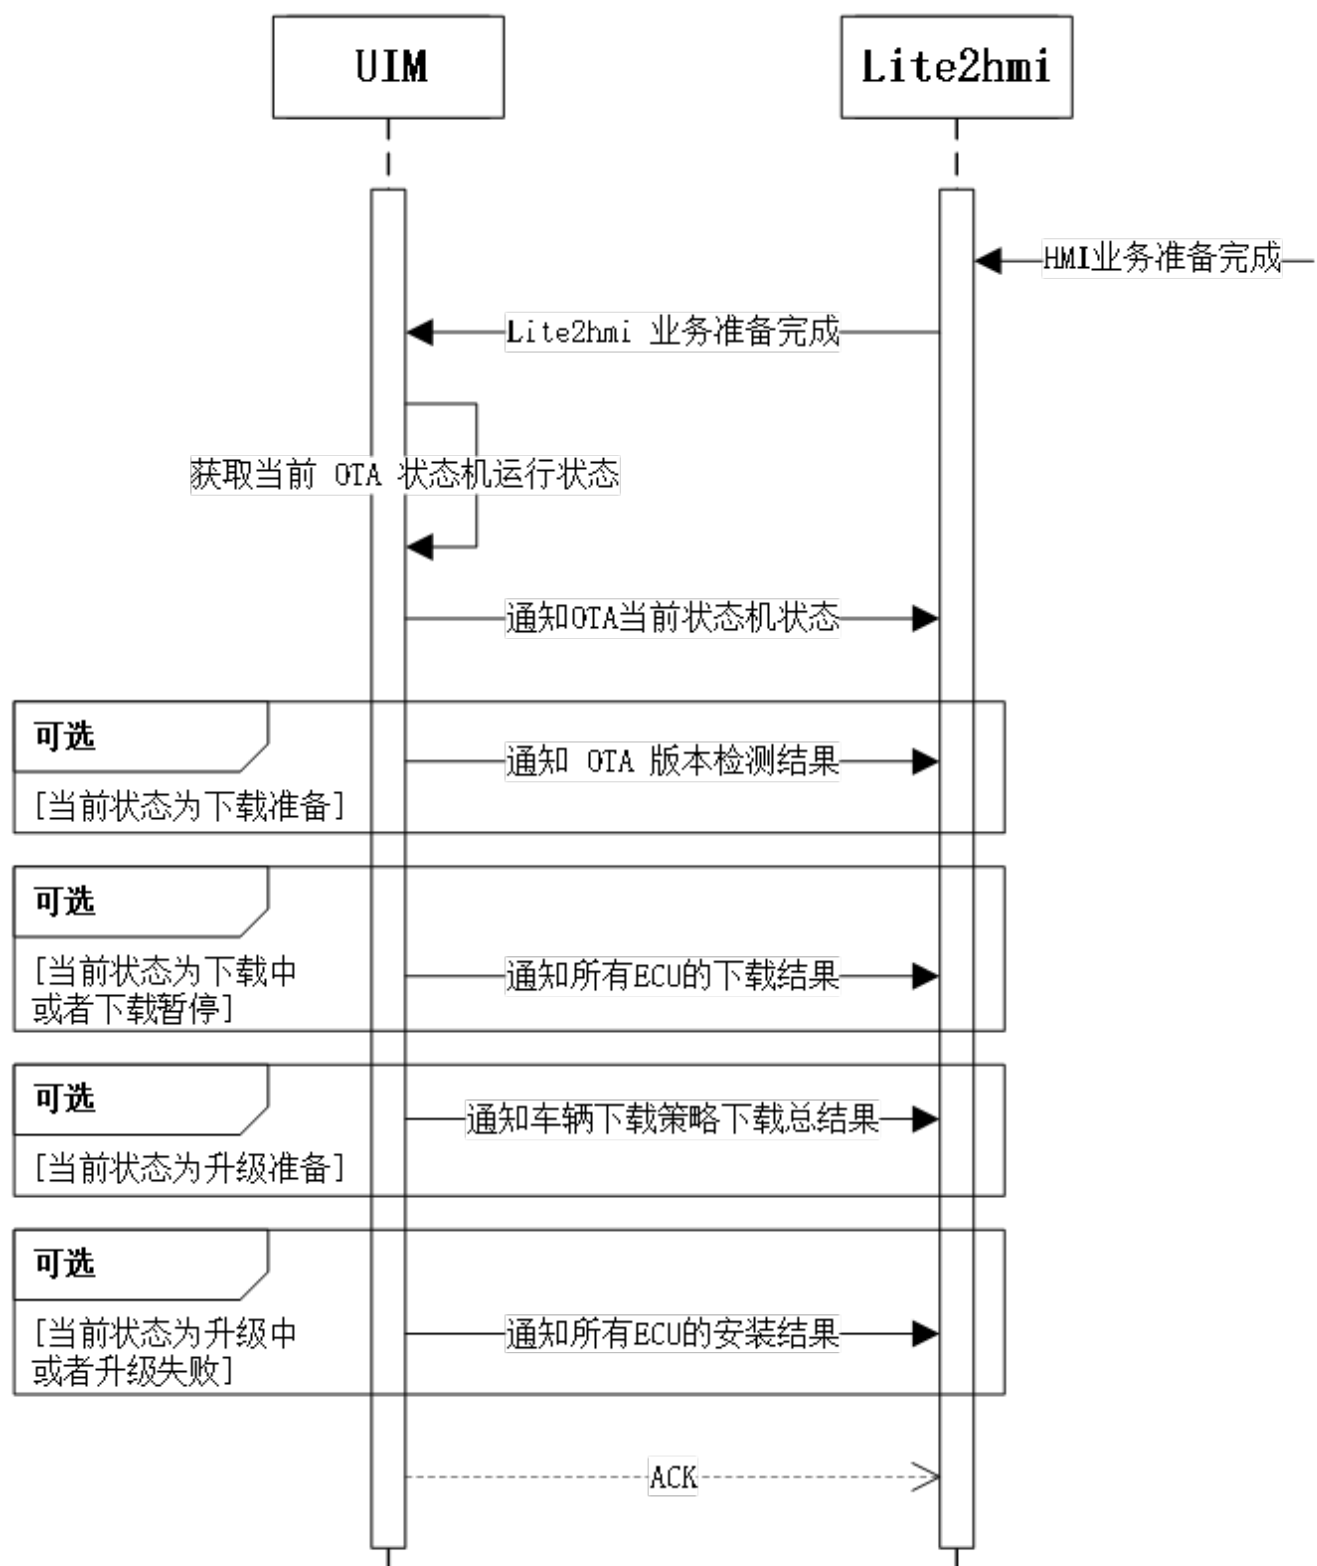 UIM
Lite2hmi
HMI业务准备完成
Lite2hmi 业务准备完成
获取当前 OTA 状态机运行状态
通知OTA当前状态机状态
可选
通知 OTA 版本检测结果
[当前状态为下载准备]
可选
[当前状态为下载中
或者下载暂停]
通知所有ECU的下载结果
可选
通知车辆下载策略下载总结果
[当前状态为升级准备]
可选
[当前状态为升级中
或者升级失败]
通知所有ECU的安装结果
ACK